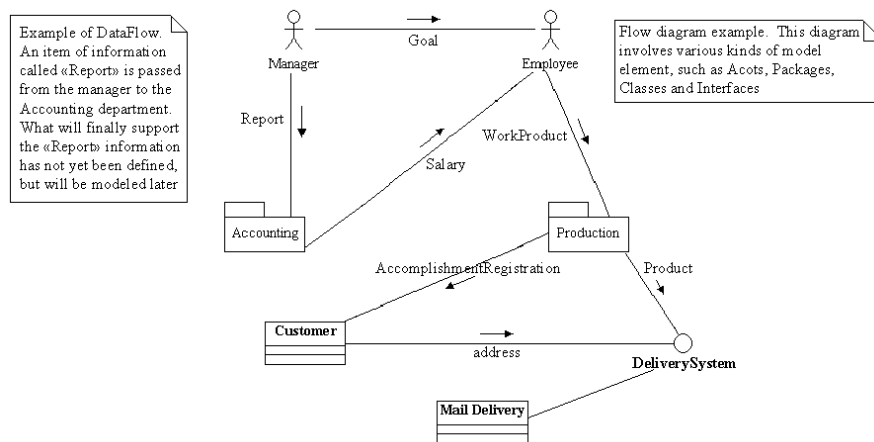 Example of DataFlow.
An item of information
called «Report» is passed
from the manager to the
Accounting department.
What will finally support
the «Report» information
has not yet been defined,
but will be modeled later
Goal
Manager
Employee
Flow diagram example. This diagram
involves various kinds of model
element, such as Acots, Packages,
Classes and Interfaces
Report
WorkProduct
Salary
Accounting
Production
AccomplishmentRegistration
Product
Customer
address
DeliverySystem
Mail Delivery